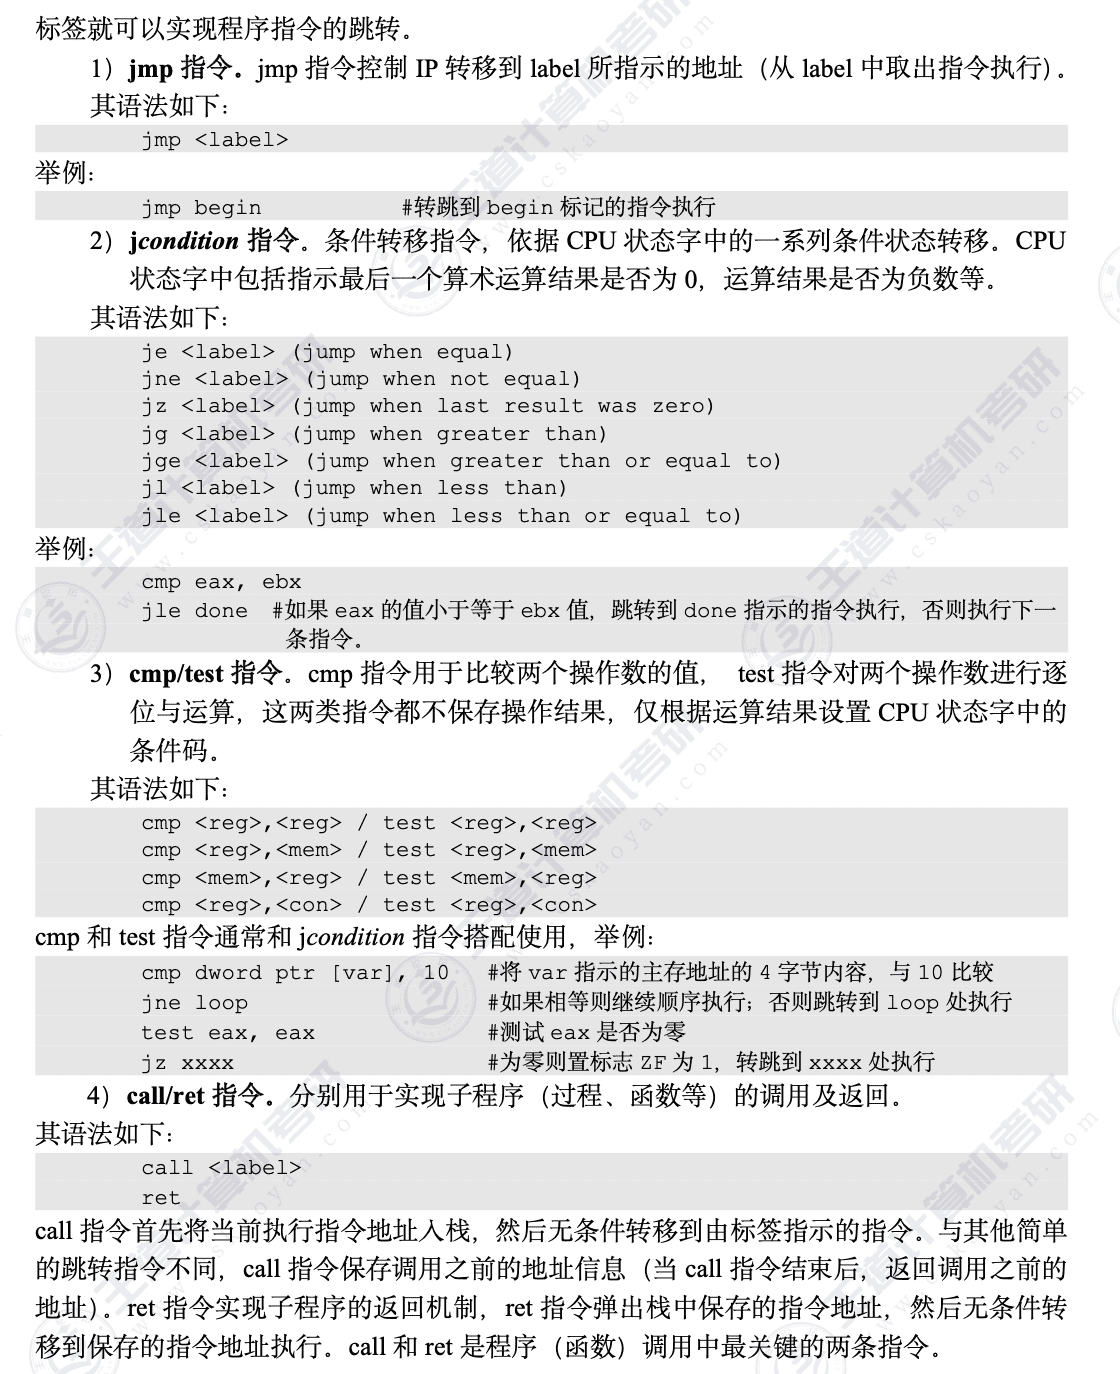 标签就可以实现程序指令的跳转。
1）jmp 指令。jmp 指令控制 IP 转移到 label 所指示的地址（从 label 中取出指令执行）。
其语法如下：
jmp <label>
举例：
jmp begin #转跳到 begin 标记的指令执行
2）jcondition 指令。条件转移指令，依据 CPU 状态字中的一系列条件状态转移。CPU
状态字中包括指示最后一个算术运算结果是否为 0，运算结果是否为负数等。
其语法如下：
je <label> (jump when equal)
jne <label> (jump when not equal)
jz <label> (jump when last result was zero)
jg <label> (jump when greater than)
jge <label> (jump when greater than or equal to)
jl <label> (jump when less than)
jle <label> (jump when less than or equal to)
举例：
cmp eax, ebx
jle done #如果 eax 的值小于等于 ebx 值，跳转到 done 指示的指令执行，否则执行下一
条指令。
3）cmp/test 指令。cmp 指令用于比较两个操作数的值， test 指令对两个操作数进行逐
位与运算，这两类指令都不保存操作结果，仅根据运算结果设置 CPU 状态字中的
条件码。
其语法如下：
cmp <reg>,<reg> / test <reg>,<reg>
cmp <reg>,<mem> / test <reg>,<mem>
cmp <mem>,<reg> / test <mem>,<reg>
cmp <reg>,<con> / test <reg>,<con>
cmp 和 test 指令通常和 jcondition 指令搭配使用，举例：
cmp dword ptr [var], 10 #将 var 指示的主存地址的 4 字节内容，与 10 比较
jne loop #如果相等则继续顺序执行；否则跳转到 loop 处执行
test eax, eax #测试 eax 是否为零
jz xxxx #为零则置标志 ZF 为 1，转跳到 xxxx 处执行
4）call/ret 指令。分别用于实现子程序（过程、函数等）的调用及返回。
其语法如下：
call <label>
ret
call 指令首先将当前执行指令地址入栈，然后无条件转移到由标签指示的指令。与其他简单
的跳转指令不同，call 指令保存调用之前的地址信息（当 call 指令结束后，返回调用之前的
地址）。ret 指令实现子程序的返回机制，ret 指令弹出栈中保存的指令地址，然后无条件转
移到保存的指令地址执行。call 和 ret 是程序（函数）调用中最关键的两条指令。
王道计算机考研
www.cskaoyan.com